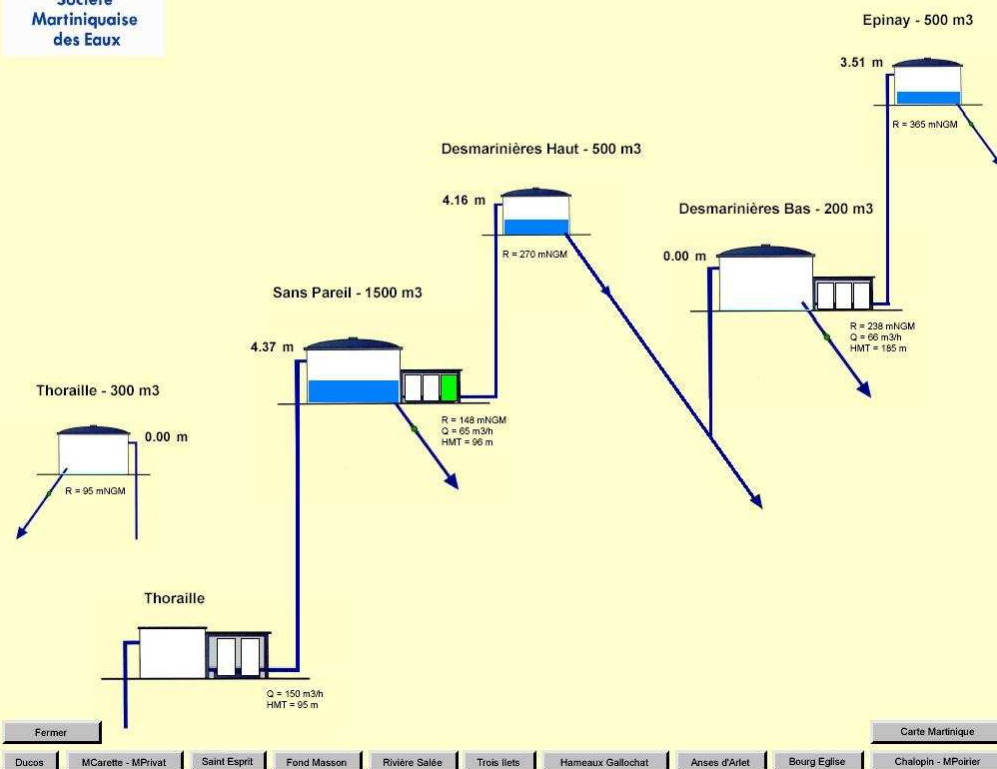 Société
Martiniquaise
des Eaux
Epinay - 500 m3
3.51 m
R = 365 mNGM
Desmarinières Haut - 500 m3
4.16 m
R = 270 mNGM
Desmarinières Bas - 200 m3
0.00 m
R = 238 mNGM
Q = 66 m3/h
HMT = 185 m
Sans Pareil - 1500 m3
4.37 m
R = 148 mNGM
Q = 65 m3/h
HMT = 96 m
Thoraille - 300 m3
0.00 m
R = 95 mNGM
Thoraille
Q = 150 m3/h
HMT = 95 m
Fermer
Carte Martinique
Ducos
MCarette - MPrivat
Saint Esprit
Fond Masson
Rivière Salée
Trois ilets
Hameaux Gallochat
Anses d'Arlet
Bourg Eglise
Chalopin - MPoirier